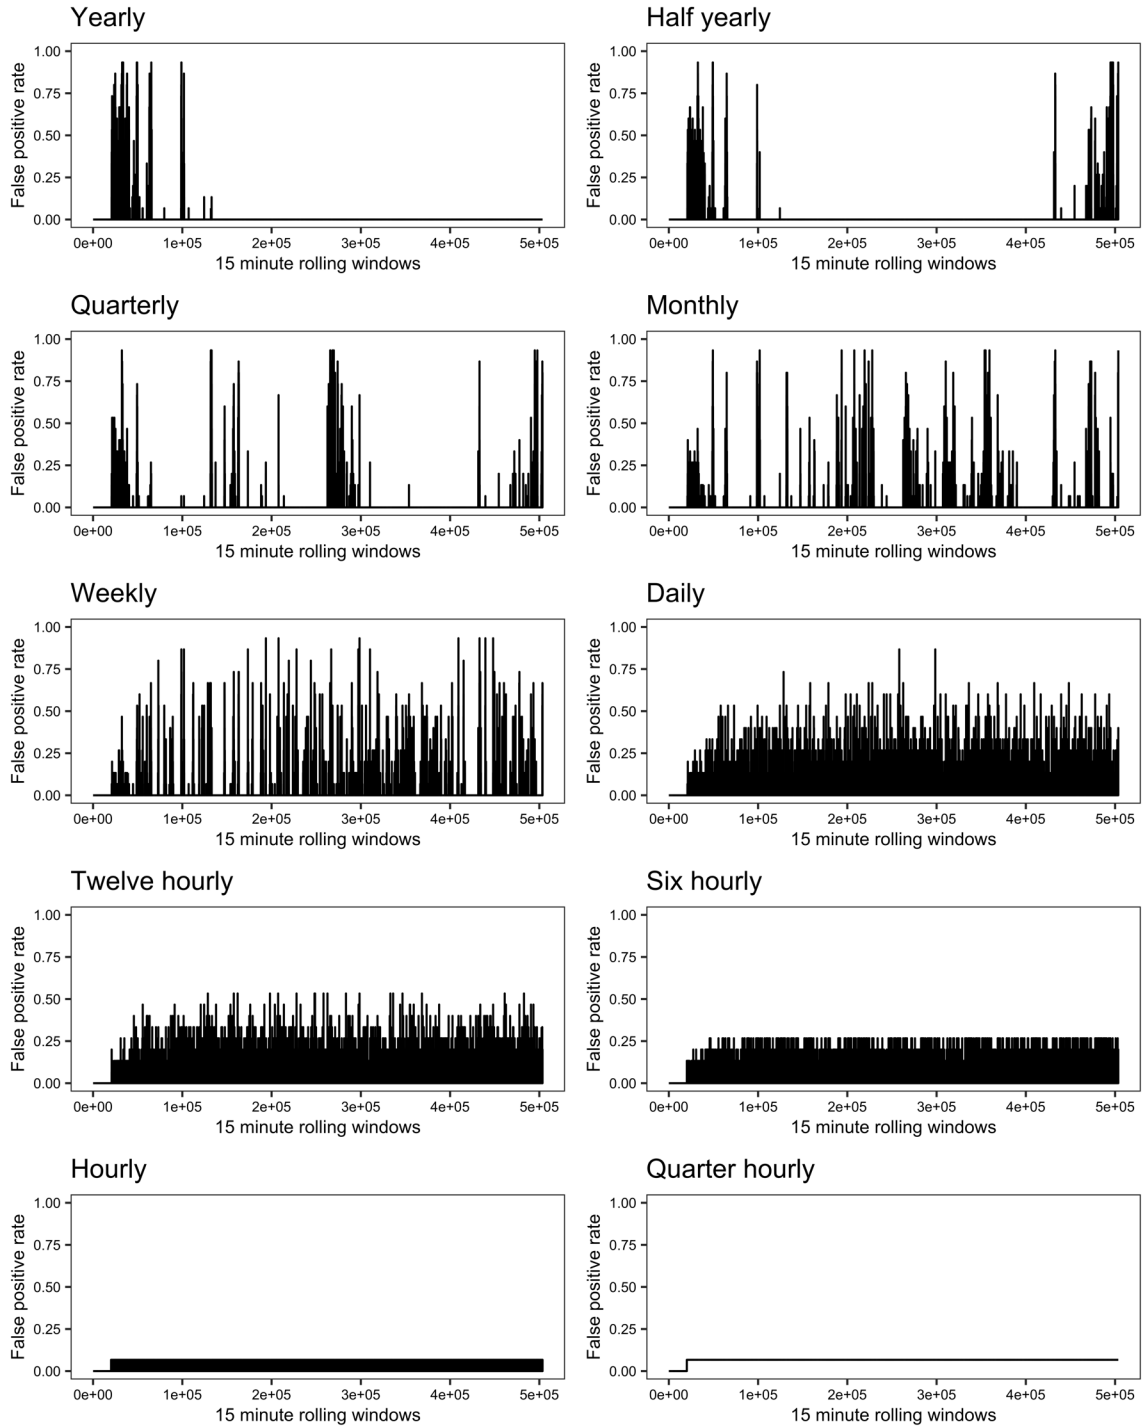 Yearly
Half yearly
1.00
0.75
0.50
0.25
0.00
False positive rate
0e+00 1e+05 2e+05 3e+05 4e+05 5e+05
15 minute rolling windows
1.00
0.75
0.50
0.25
0.00
False positive rate
0e+00 1e+05 2e+05 3e+05 4e+05 5e+05
15 minute rolling windows
Quarterly
Monthly
1.00
0.75
0.50
0.25
0.00
False positive rate
0e+00 1e+05 2e+05 3e+05 4e+05 5e+05
15 minute rolling windows
1.00
0.75
0.50
0.25
0.00
False positive rate
0e+00 1e+05 2e+05 3e+05 4e+05 5e+05
15 minute rolling windows
Weekly
Daily
1.00
0.75
0.50
0.25
0.00
False positive rate
0e+00 1e+05 2e+05 3e+05 4e+05 5e+05
15 minute rolling windows
1.00
0.75
0.50
0.25
0.00
False positive rate
0e+00 1e+05 2e+05 3e+05 4e+05 5e+05
15 minute rolling windows
Twelve hourly
Six hourly
1.00
0.75
0.50
0.25
0.00
False positive rate
0e+00 1e+05 2e+05 3e+05 4e+05 5e+05
15 minute rolling windows
1.00
0.75
0.50
0.25
0.00
False positive rate
0e+00 1e+05 2e+05 3e+05 4e+05 5e+05
15 minute rolling windows
Hourly
Quarter hourly
1.00
0.75
0.50
0.25
0.00
False positive rate
0e+00 1e+05 2e+05 3e+05 4e+05 5e+05
15 minute rolling windows
1.00
0.75
0.50
0.25
0.00
False positive rate
0e+00 1e+05 2e+05 3e+05 4e+05 5e+05
15 minute rolling windows